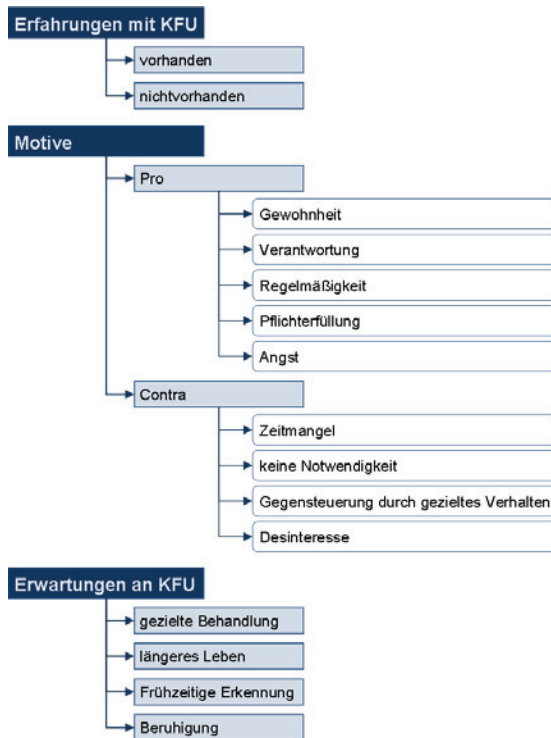 Erfahrungen mit KFU
vorhanden
nichtvorhanden
Motive
Pro
Gewohnheit
Verantwortung
Regelmäßigkeit
Pflichterfüllung
Angst
Contra
Zeitmangel
keine Notwendigkeit
Gegensteuerung durch gezieltes Verhalten
Desinteresse
Erwartungen an KFU
gezielte Behandlung
längeres Leben
Frühzeitige Erkennung
Beruhigung